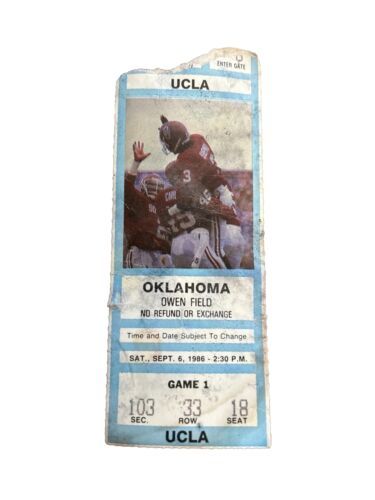 ENTER GATE
UCLA
3
OKLAHOMA
OWEN FIELD
NO REFUND OR EXCHANGE
Time and Date Subject To Change
SAT., SEPT. 6, 1986 - 2:30 P.M.
GAME 1
103 33 18
SEC. ROW SEAT
UCLA